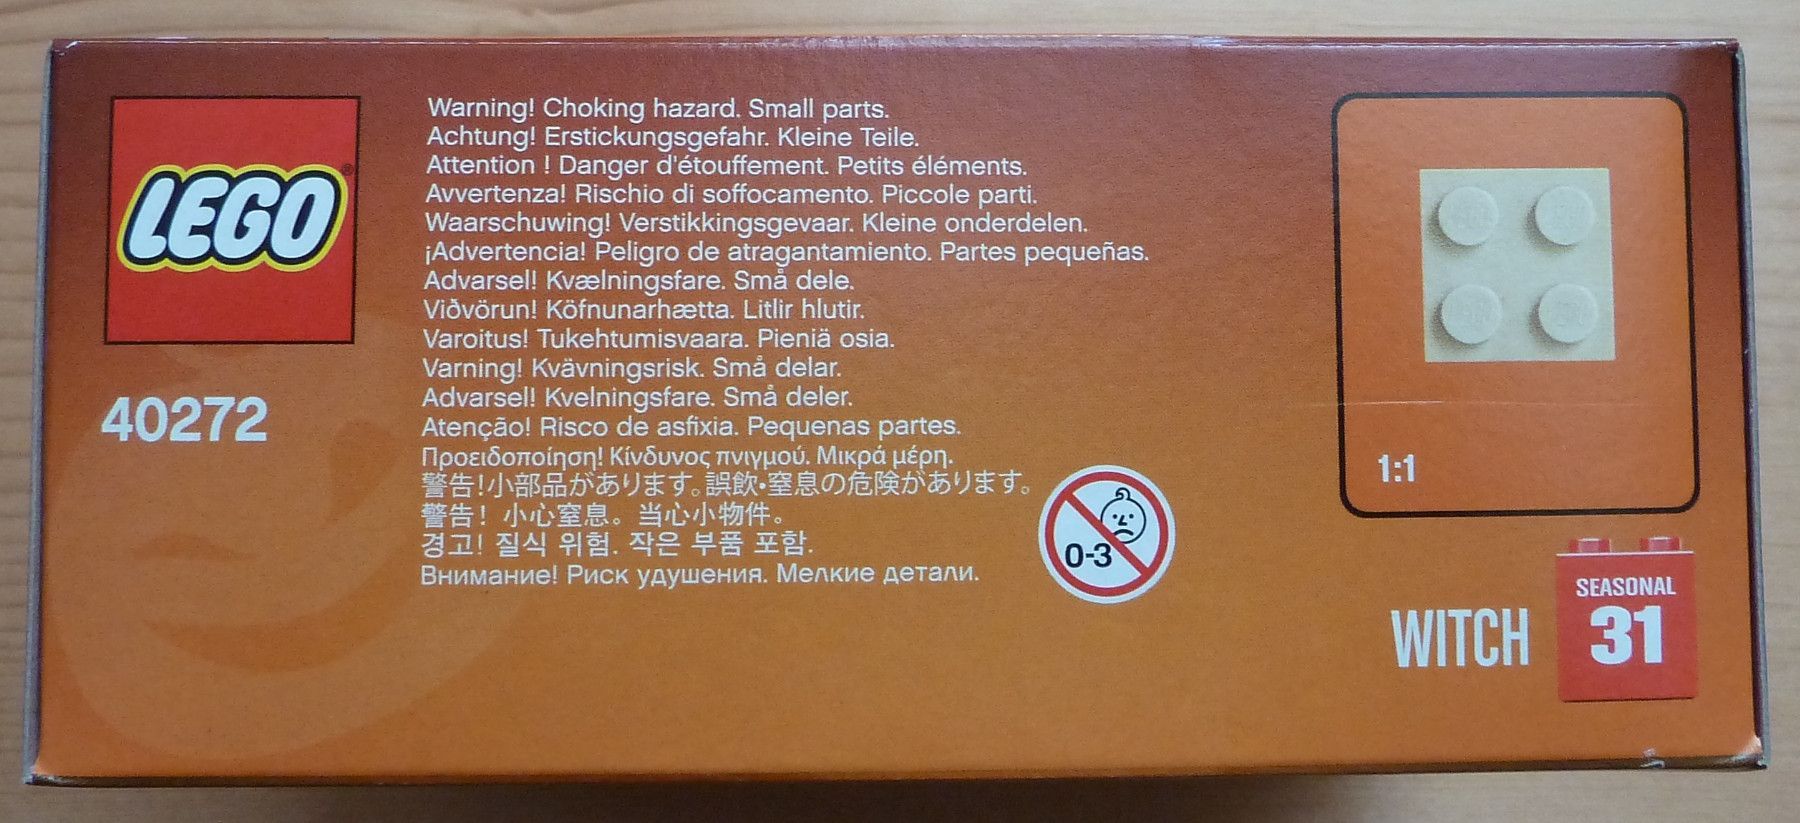 LEGO®
40272
Warning! Choking hazard. Small parts.
Achtung! Erstickungsgefahr. Kleine Teile.
Attention ! Danger d'étouffement. Petits éléments.
Avvertenza! Rischio di soffocamento. Piccole parti.
Waarschuwing! Verstikkingsgevaar. Kleine onderdelen.
¡Advertencia! Peligro de atragantamiento. Partes pequeñas.
Advarsel! Kvælningsfare. Små dele.
Viðvörun! Köfnunarhætta. Litlir hlutir.
Varoitus! Tukehtumisvaara. Pieniä osia.
Varning! Kvävningsrisk. Små delar.
Advarsel! Kvelningsfare. Små deler.
Atenção! Risco de asfixia. Pequenas partes.
Προειδοποίηση! Κίνδυνος πνιγμού. Μικρά μέρη.
警告!小部品があります。誤飲・窒息の危険があります。
警告！小心窒息。当心小物件。
경고! 질식 위험. 작은 부품 포함.
Внимание! Риск удушения. Мелкие детали.
0-3
1:1
WITCH
SEASONAL
31